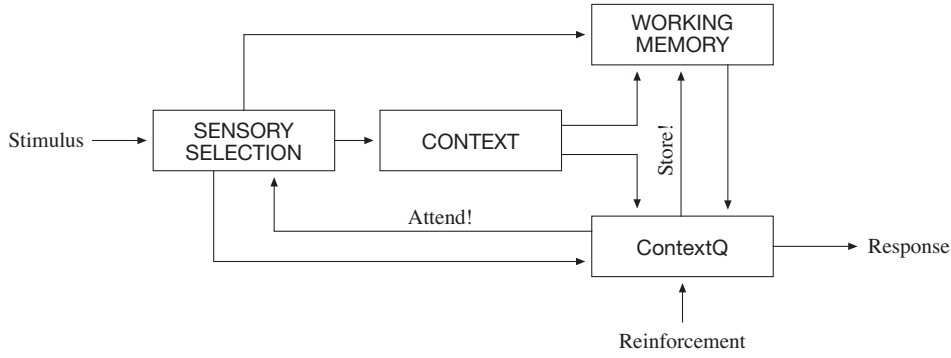 WORKING
MEMORY
Stimulus
SENSORY
SELECTION
CONTEXT
Store!
Attend!
ContextQ
Response
Reinforcement